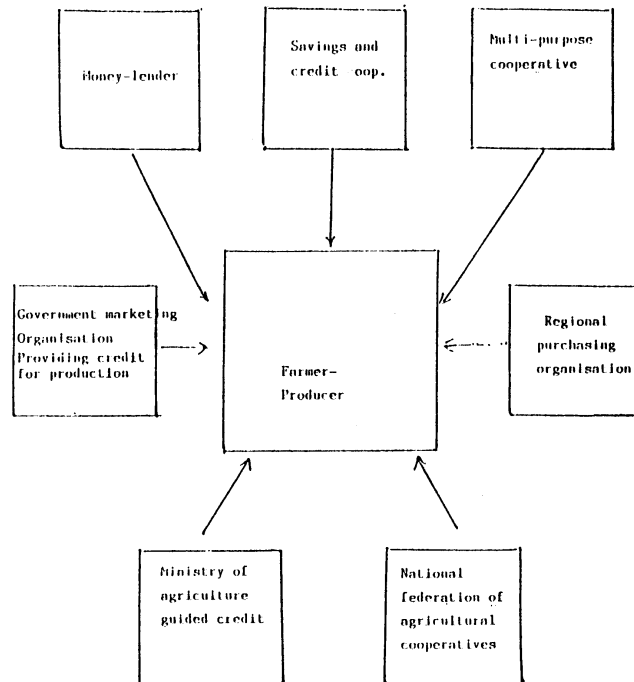 Money-lender
Savings and
credit oop.
Multi-purpose
cooperative
Government marketing
Organisation
Providing credit
for production
Farmer-
Producer
Regional
purchasing
organisation
Ministry of
agriculture
guided credit
National
federation of
agricultural
cooperatives